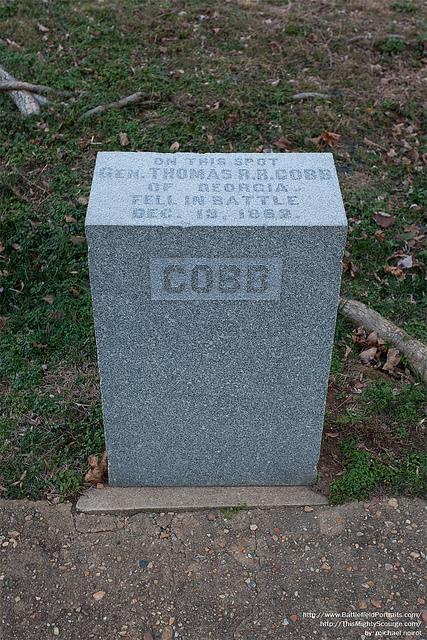 ON THIS SPOT
GEN. THOMAS R.R. COBB
OF GEORGIA
FELL IN BATTLE
DEC. 13, 1862.
COBB
http://www.BattlefieldPortraits.com/
http://thisMightyScourge.com/
by michael noirot